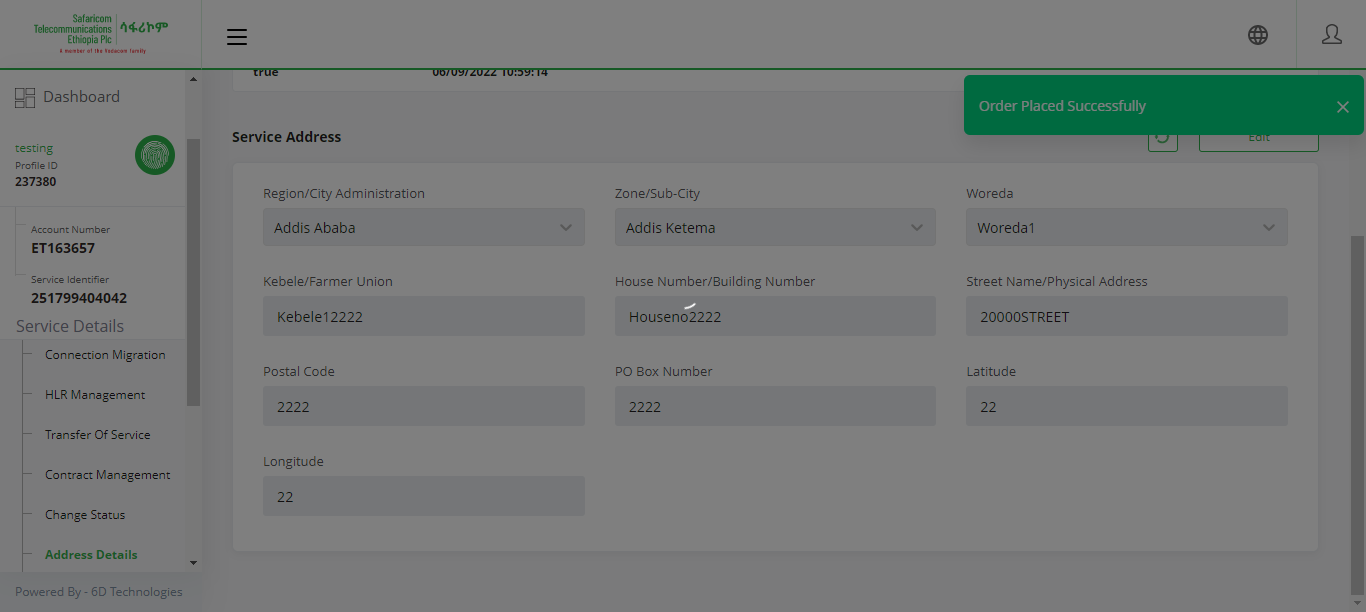 Safaricom
Telecommunications
Ethiopia Plc
ሳፋሪኮም
A member of the Vodacom family
true 06/09/2022 10:59:14
Order Placed Successfully
Dashboard
testing
Profile ID
237380
Account Number
ET163657
Service Identifier
251799404042
Service Details
Connection Migration
HLR Management
Transfer Of Service
Contract Management
Change Status
Address Details
Powered By - 6D Technologies
Service Address
Edit
Region/City Administration Zone/Sub-City Woreda
Addis Ababa Addis Ketema Woreda1
Kebele/Farmer Union House Number/Building Number Street Name/Physical Address
Kebele12222 Houseno2222 20000STREET
Postal Code PO Box Number Latitude
2222 2222 22
Longitude
22